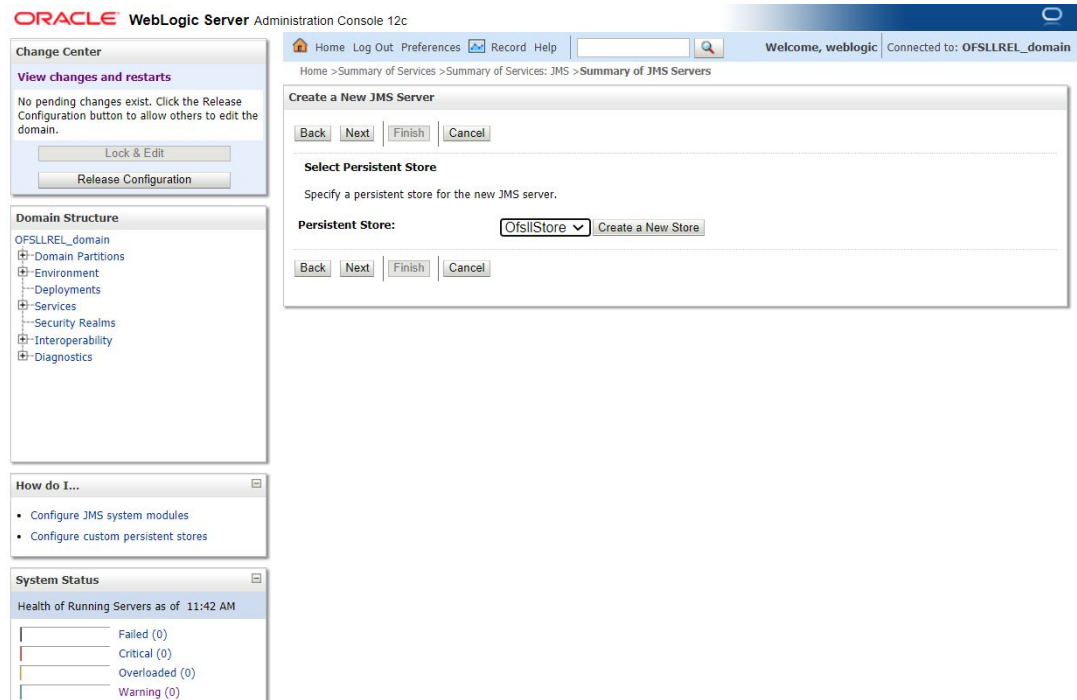 ORACLE WebLogic Server Administration Console 12c
Change Center
View changes and restarts
No pending changes exist. Click the Release
Configuration button to allow others to edit the
domain.
Lock & Edit
Release Configuration
Domain Structure
OFSLLREL_domain
Domain Partitions
Environment
Deployments
Services
Security Realms
Interoperability
Diagnostics
How do I...
Configure JMS system modules
Configure custom persistent stores
System Status
Health of Running Servers as of 11:42 AM
Failed (0)
Critical (0)
Overloaded (0)
Warning (0)
Home Log Out Preferences Record Help
Welcome, weblogic Connected to: OFSLLREL_domain
Home >Summary of Services >Summary of Services: JMS >Summary of JMS Servers
Create a New JMS Server
Back Next Finish Cancel
Select Persistent Store
Specify a persistent store for the new JMS server.
Persistent Store: OfsllStore Create a New Store
Back Next Finish Cancel